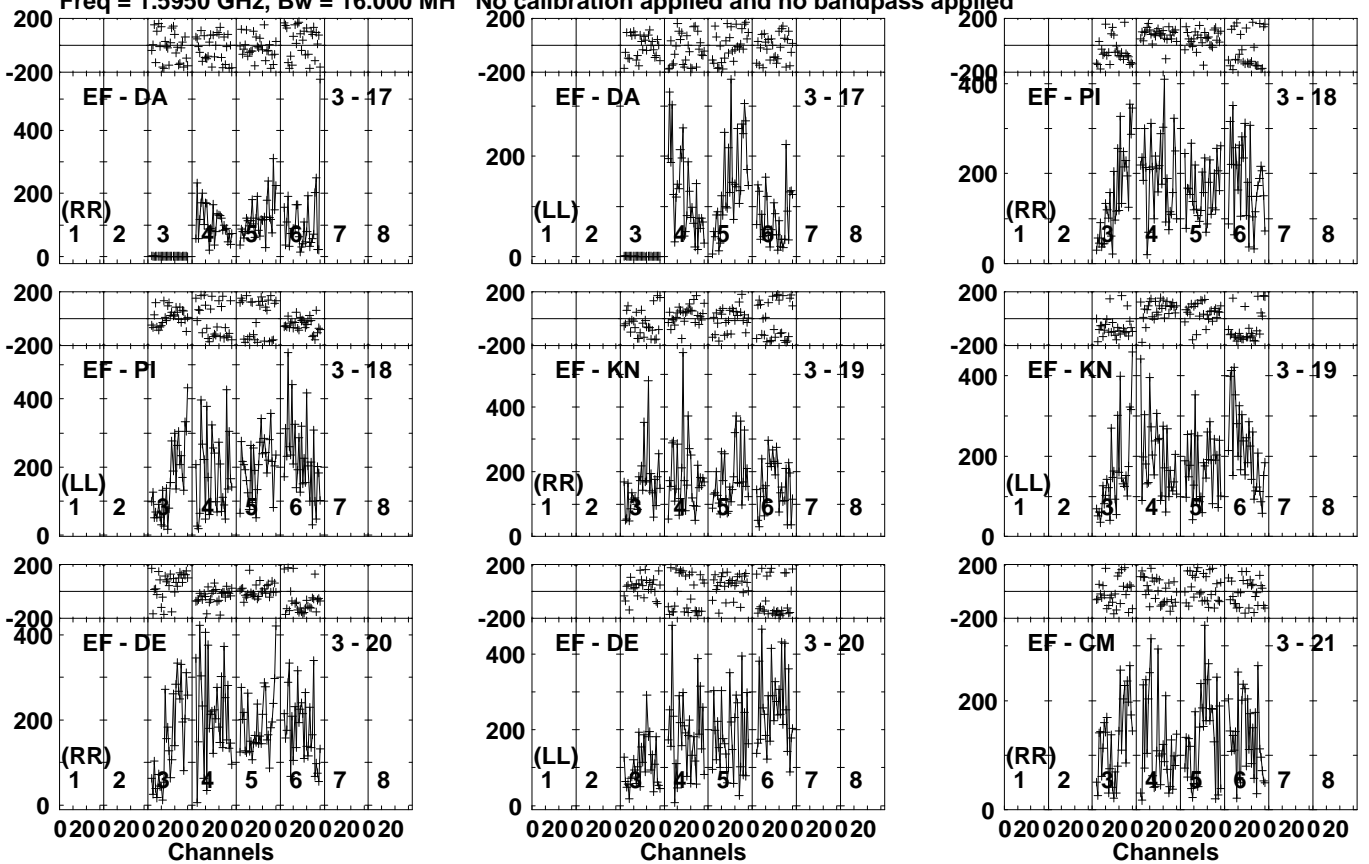 Freq = 1.5950 GHz, Bw = 16.000 MH No calibration applied and no bandpass applied
200 200 200
-200 -200 -200
EF - DA 3 - 17 EF - DA 3 - 17 400 EF - PI 3 - 18
400
200 200 200
(RR) (LL) (RR)
1 2 3 4 5 6 7 8 1 2 3 4 5 6 7 8 1 2 3 4 5 6 7 8
0 0 0
200 200 200
-200 -200 -200
EF - PI 3 - 18 EF - KN 3 - 19 EF - KN 3 - 19
400 400 400
200 200 200
(LL) (RR) (LL)
1 2 3 4 5 6 7 8 1 2 3 4 5 6 7 8 1 2 3 4 5 6 7 8
0 0 0
200 200 200
-200 -200 -200
400 EF - DE 3 - 20 EF - DE 3 - 20 EF - CM 3 - 21
400
200 200 200
(RR) (LL) (RR)
1 2 3 4 5 6 7 8 1 2 3 4 5 6 7 8 1 2 3 4 5 6 7 8
0 0 0
0 20 0 20 0 20 0 20 0 20 0 20 0 20 0 20 0 20 0 20 0 20 0 20 0 20 0 20 0 20 0 20 0 20 0 20 0 20 0 20 0 20 0 20 0 20 0 20
Channels Channels Channels